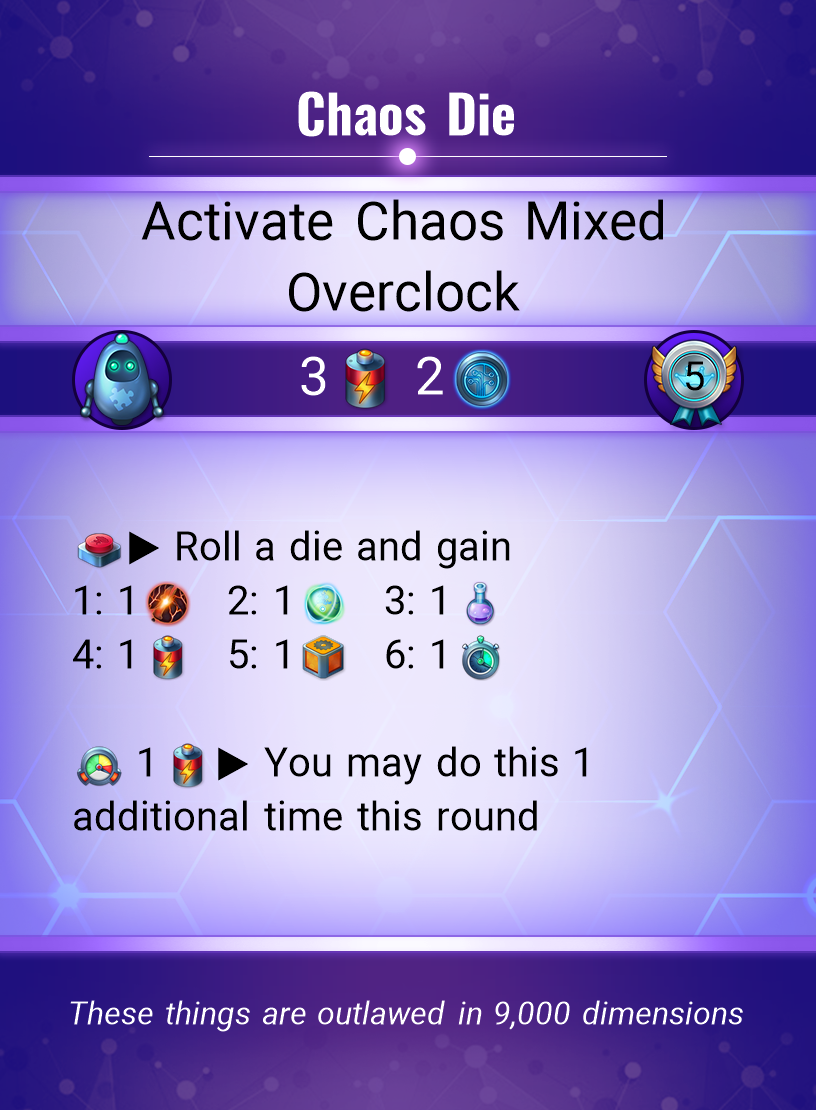 Chaos Die
Activate Chaos Mixed
Overclock
3 2 5
Roll a die and gain
1: 1 2: 1 3: 1
4: 1 5: 1 6: 1
1 ▶ You may do this 1
additional time this round
These things are outlawed in 9,000 dimensions